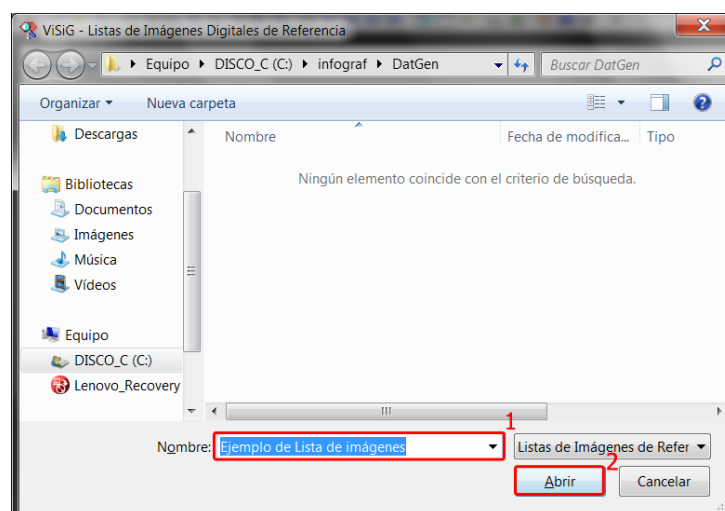 ViSiG - Listas de Imágenes Digitales de Referencia
X
Equipo DISCO_C (C:) infograf DatGen
Buscar DatGen
Organizar Nueva carpeta
?
Descargas
Nombre Fecha de modifica... Tipo
Ningún elemento coincide con el criterio de búsqueda.
Bibliotecas
Documentos
Imágenes
Música
Vídeos
Equipo
DISCO_C (C:)
Lenovo_Recovery
1
Nombre: Ejemplo de Lista de imágenes Listas de Imágenes de Refer
2
Abrir Cancelar